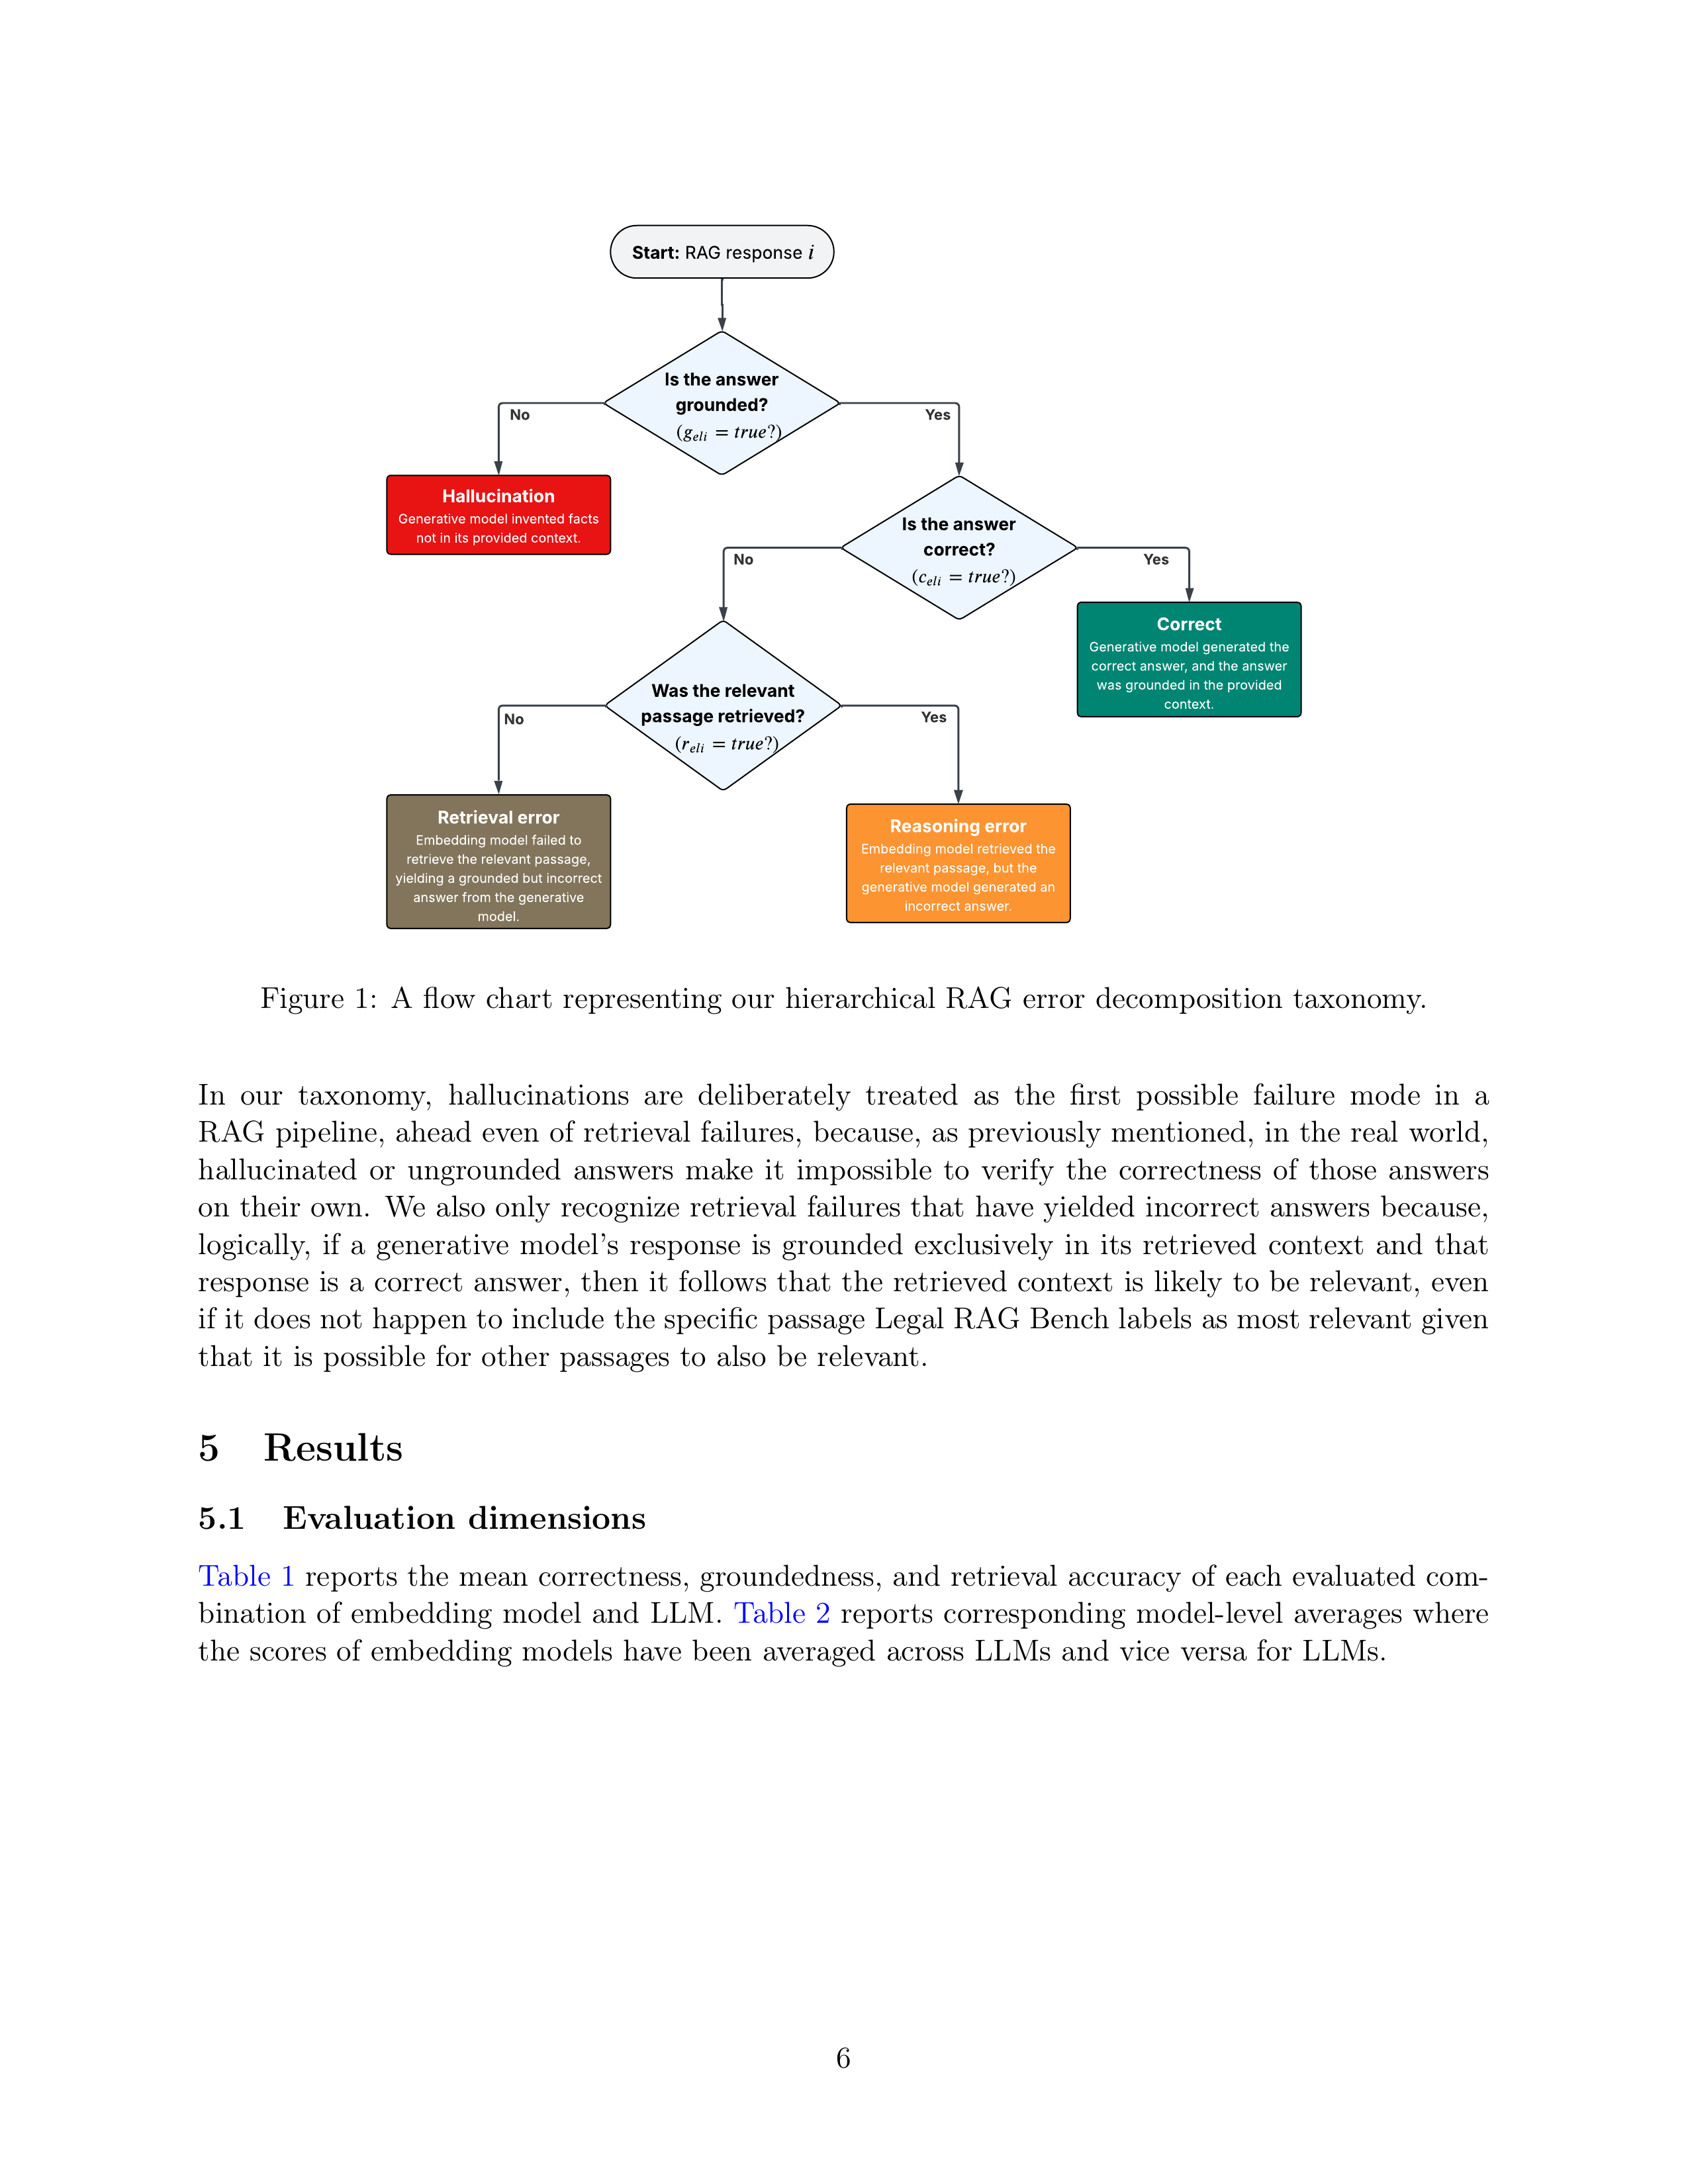 Start: RAG response i
Is the answer
grounded?
(g_eli = true?)
No
Yes
Hallucination
Generative model invented facts
not in its provided context.
Is the answer
correct?
(c_eli = true?)
No
Yes
Correct
Generative model generated the
correct answer, and the answer
was grounded in the provided
context.
Was the relevant
passage retrieved?
(r_eli = true?)
No
Yes
Retrieval error
Embedding model failed to
retrieve the relevant passage,
yielding a grounded but incorrect
answer from the generative
model.
Reasoning error
Embedding model retrieved the
relevant passage, but the
generative model generated an
incorrect answer.
Figure 1: A flow chart representing our hierarchical RAG error decomposition taxonomy.
In our taxonomy, hallucinations are deliberately treated as the first possible failure mode in a
RAG pipeline, ahead even of retrieval failures, because, as previously mentioned, in the real world,
hallucinated or ungrounded answers make it impossible to verify the correctness of those answers
on their own. We also only recognize retrieval failures that have yielded incorrect answers because,
logically, if a generative model's response is grounded exclusively in its retrieved context and that
response is a correct answer, then it follows that the retrieved context is likely to be relevant, even
if it does not happen to include the specific passage Legal RAG Bench labels as most relevant given
that it is possible for other passages to also be relevant.
5 Results
5.1 Evaluation dimensions
Table 1 reports the mean correctness, groundedness, and retrieval accuracy of each evaluated com-
bination of embedding model and LLM. Table 2 reports corresponding model-level averages where
the scores of embedding models have been averaged across LLMs and vice versa for LLMs.
6